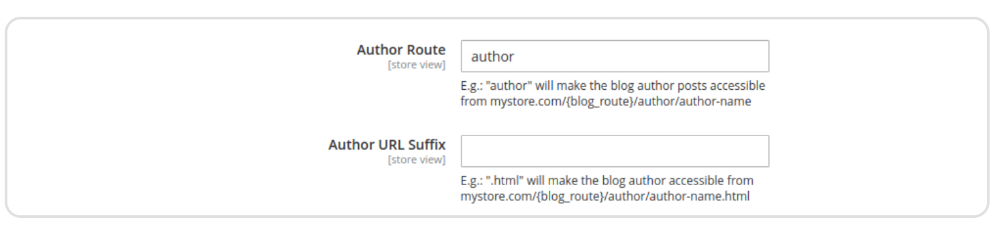 Author Route
[store view]
author
E.g.: "author" will make the blog author posts accessible
from mystore.com/{blog_route}/author/author-name
Author URL Suffix
[store view]
E.g.: ".html" will make the blog author accessible from
mystore.com/{blog_route}/author/author-name.html